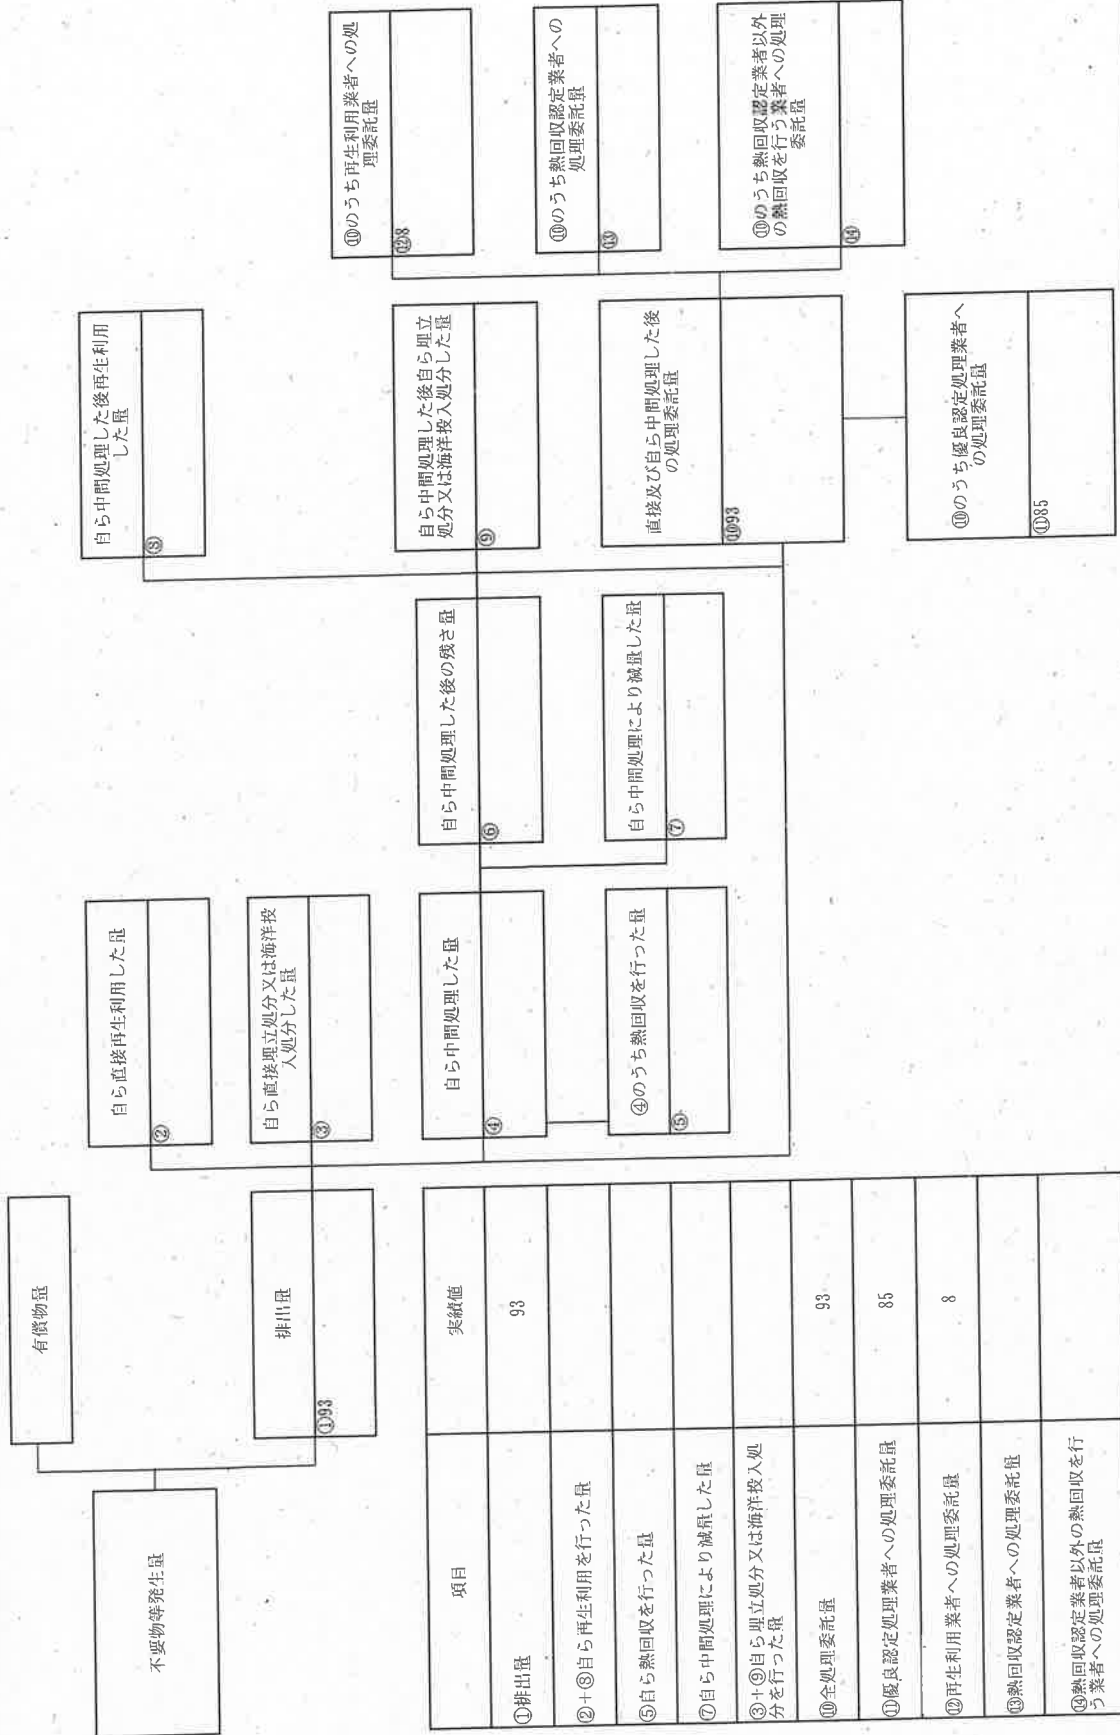 不要物等発生量
有償物量
排出量
①93
自ら直接再生利用した量
②
自ら直接埋立処分又は海洋投
入処分した量
③
自ら中間処理した量
④
④のうち熱回収を行った量
⑤
自ら中間処理した後の残さ量
⑥
自ら中間処理により減量した量
⑦
自ら中間処理した後再生利用
した量
⑧
自ら中間処理した後自ら埋立
処分又は海洋投入処分した量
⑨
直接及び自ら中間処理した後
の処理委託量
⑩93
⑩のうち優良認定処理業者へ
の処理委託量
⑪85
⑩のうち再生利用業者への処
理委託量
⑫8
⑩のうち熱回収認定業者への
処理委託量
⑬
⑩のうち熱回収認定業者以外
の熱回収を行う業者への処理
委託量
⑭
項目 実績値
①排出量 93
②+⑧自ら再生利用を行った量
⑤自ら熱回収を行った量
⑦自ら中間処理により減量した量
③+⑨自ら埋立処分又は海洋投入処
分を行った量
⑩全処理委託量 93
⑪優良認定処理業者への処理委託量 85
⑫再生利用業者への処理委託量 8
⑬熱回収認定業者への処理委託量
⑭熱回収認定業者以外の熱回収を行
う業者への処理委託量